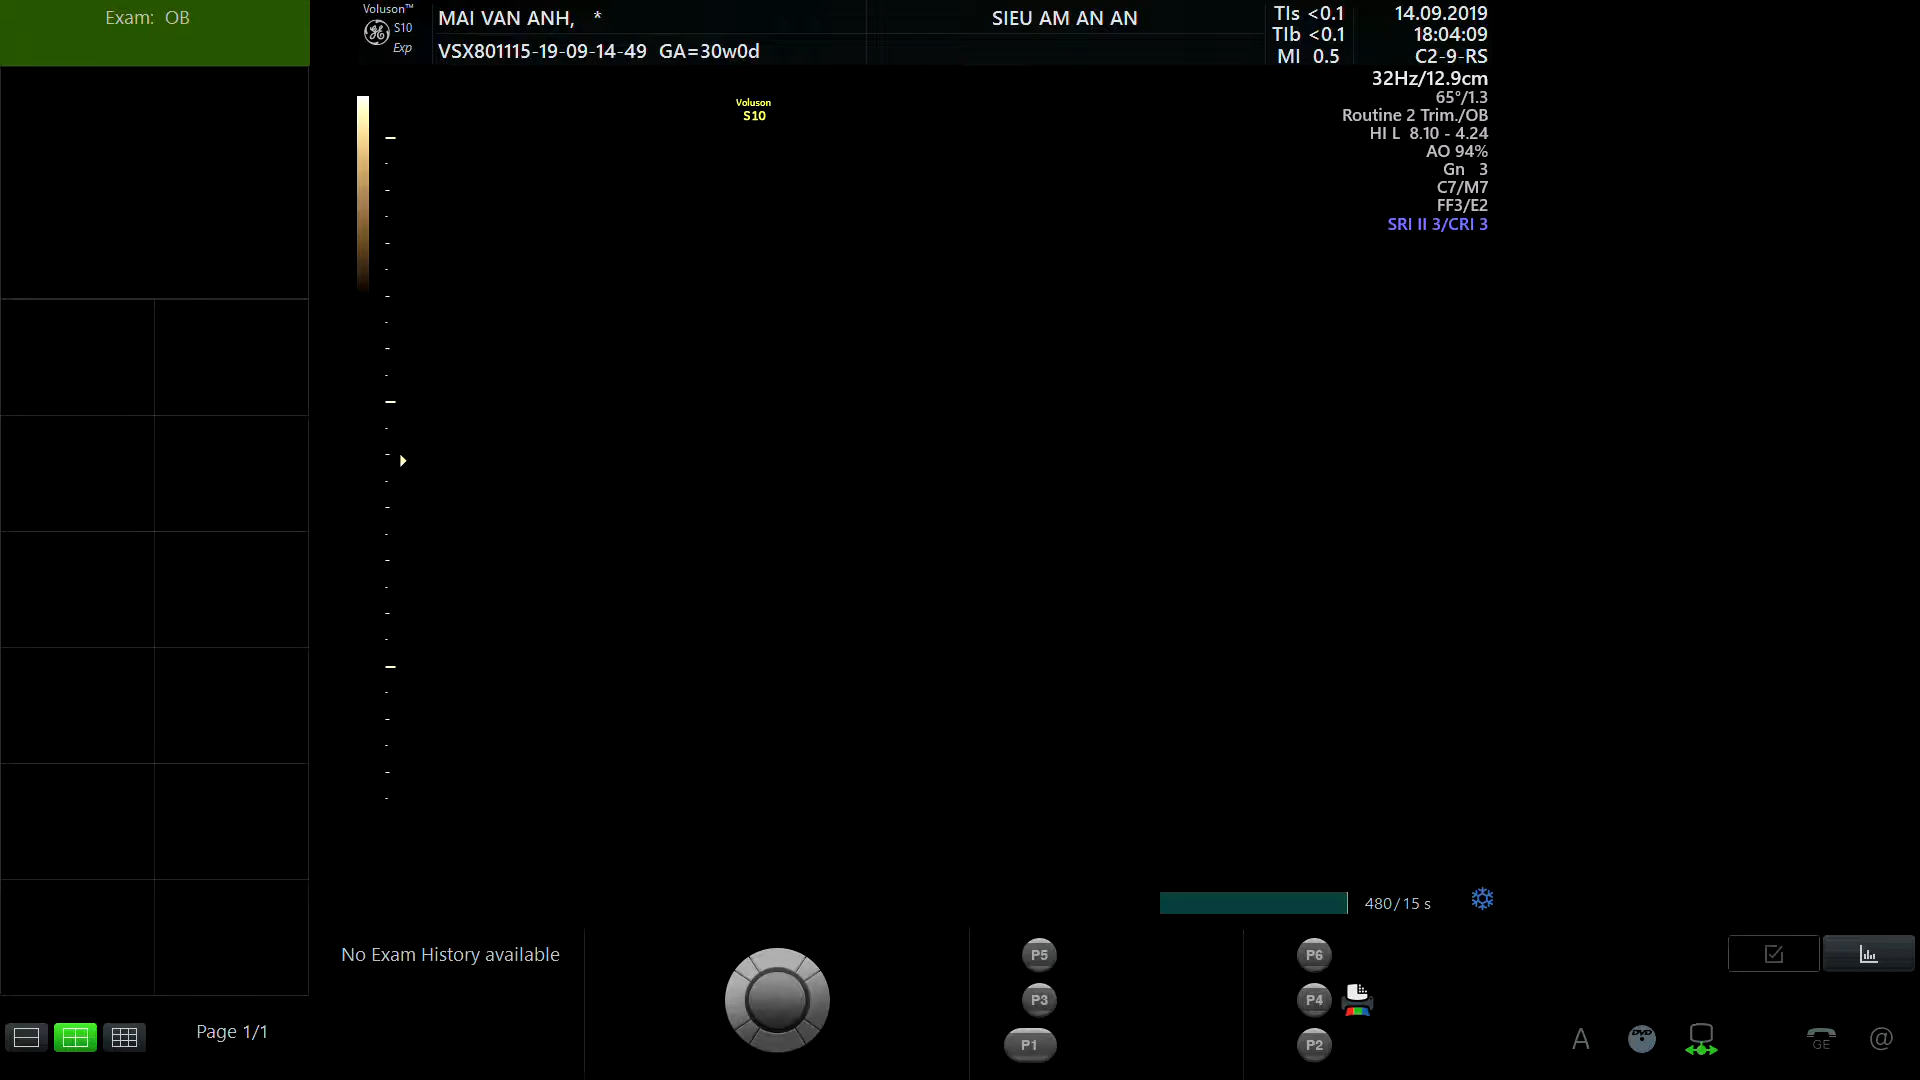 Exam: OB
Voluson™
S10
Exp
MAI VAN ANH, *
VSX801115-19-09-14-49 GA=30w0d
SIEU AM AN AN
TIs <0.1
TIb <0.1
MI 0.5
14.09.2019
18:04:09
C2-9-RS
32Hz/12.9cm
65°/1.3
Routine 2 Trim./OB
HI L 8.10 - 4.24
AO 94%
Gn 3
C7/M7
FF3/E2
SRI II 3/CRI 3
Voluson
S10
480/15 s
No Exam History available
P5
P3
P1
P6
P4
P2
Page 1/1
A
DVD
GE
@